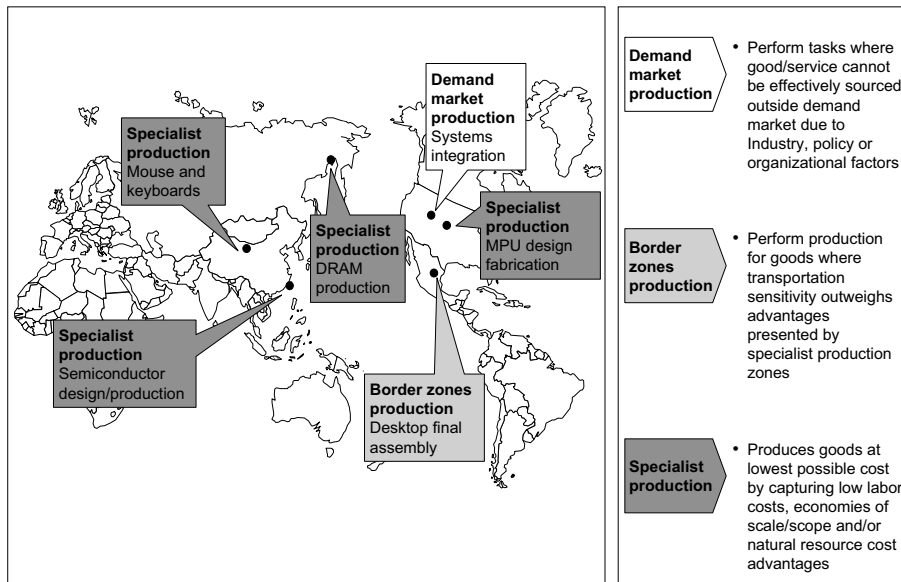 Demand
market
production
Systems
integration
Specialist
production
Mouse and
keyboards
Specialist
production
DRAM
production
Specialist
production
MPU design
fabrication
Specialist
production
Semiconductor
design/production
Border zones
production
Desktop final
assembly
Demand
market
production
• Perform tasks where
good/service cannot
be effectively sourced
outside demand
market due to
Industry, policy or
organizational factors
Border
zones
production
• Perform production
for goods where
transportation
sensitivity outweighs
advantages
presented by
specialist production
zones
Specialist
production
• Produces goods at
lowest possible cost
by capturing low labor
costs, economies of
scale/scope and/or
natural resource cost
advantages